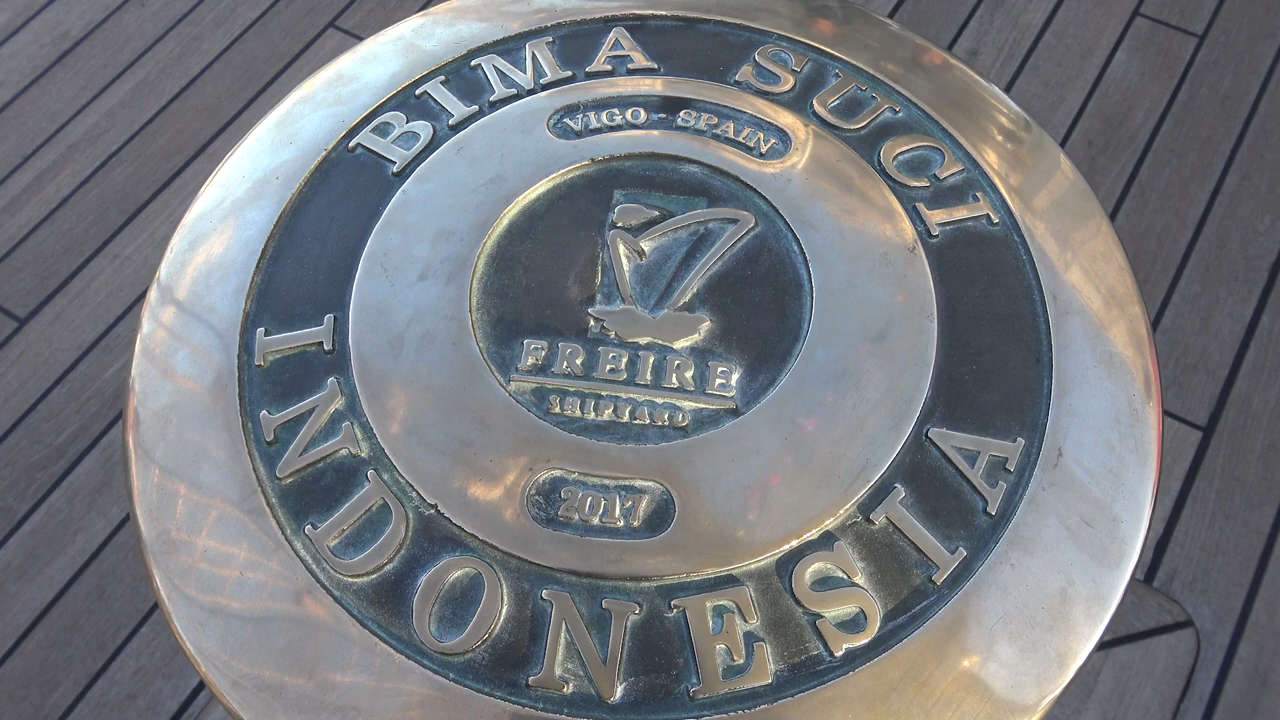 BIMA SUCI
VIGO - SPAIN
FREIRE
SHIPYARD
2017
INDONESIA